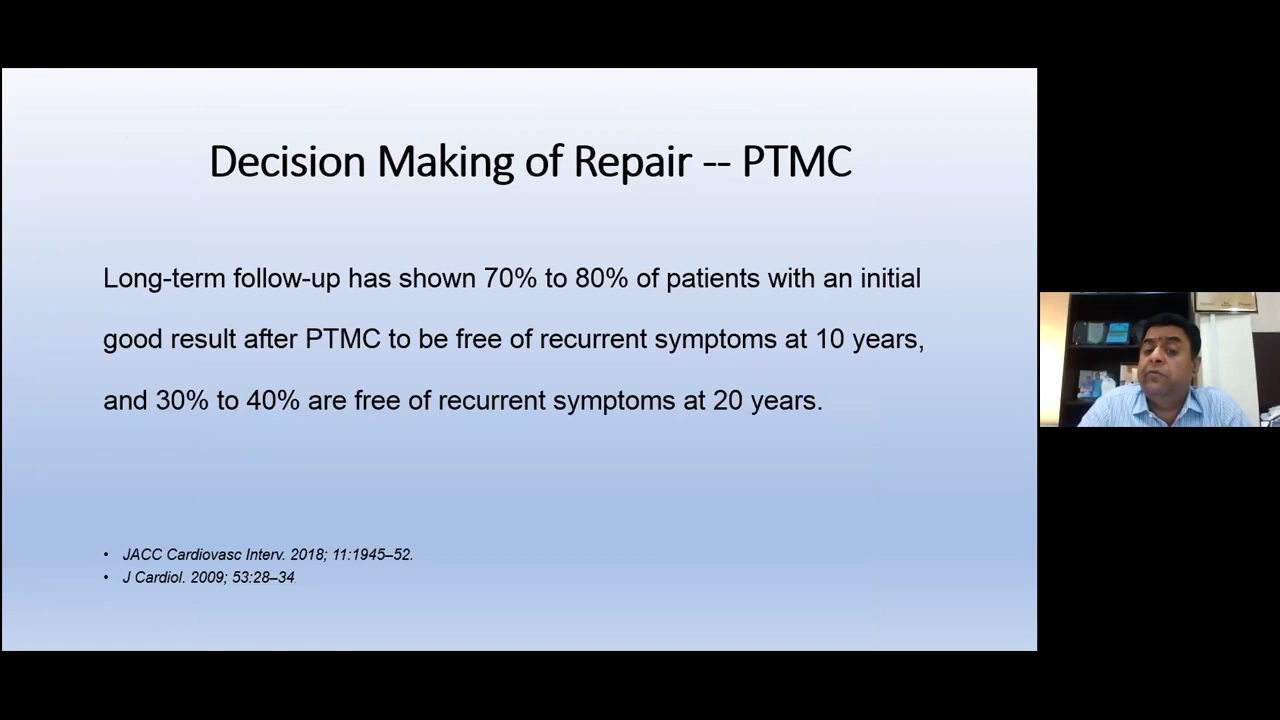 Decision Making of Repair -- PTMC
Long-term follow-up has shown 70% to 80% of patients with an initial
good result after PTMC to be free of recurrent symptoms at 10 years,
and 30% to 40% are free of recurrent symptoms at 20 years.
• JACC Cardiovasc Interv. 2018; 11:1945–52.
• J Cardiol. 2009; 53:28–34.